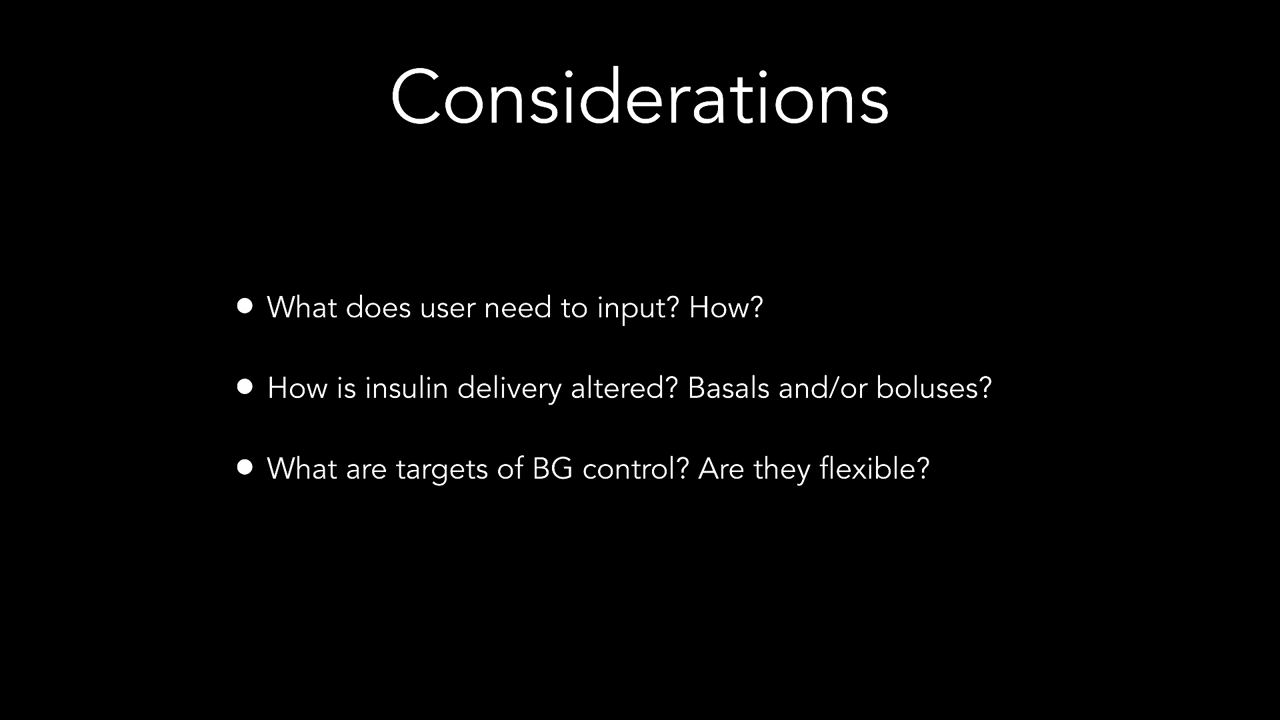 Considerations
• What does user need to input? How?
• How is insulin delivery altered? Basals and/or boluses?
• What are targets of BG control? Are they flexible?